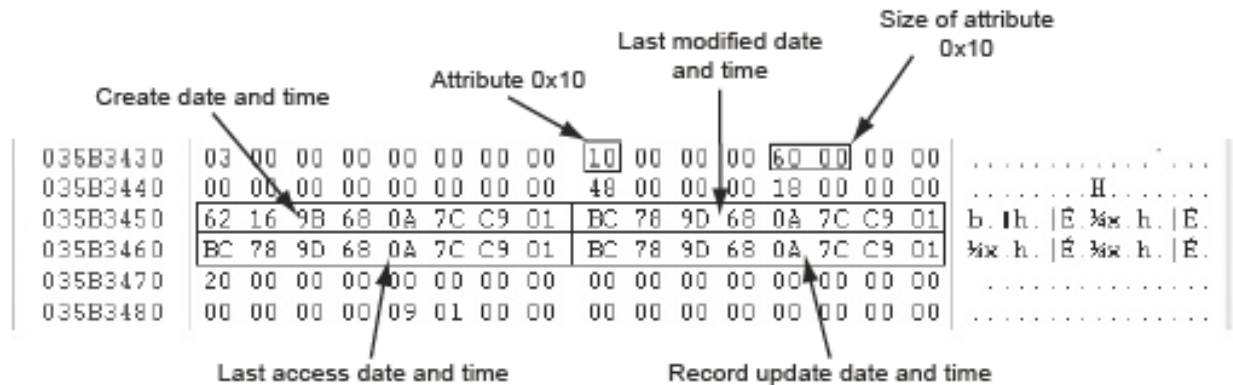 Size of attribute
0x10
Last modified date
and time
Attribute 0x10
Create date and time
035B3430 03 00 00 00 00 00 00 00 10 00 00 00 60 00 00 00
035B3440 00 00 00 00 00 00 00 00 48 00 00 00 18 00 00 00 ......H.......
035B3450 62 16 9B 68 0A 7C C9 01 BC 78 9D 68 0A 7C C9 01
035B3460 BC 78 9D 68 0A 7C C9 01 BC 78 9D 68 0A 7C C9 01
035B3470 20 00 00 00 00 00 00 00 00 00 00 00 00 00 00 00
035B3480 00 00 00 00 09 01 00 00 00 00 00 00 00 00 00 00
Last access date and time
Record update date and time